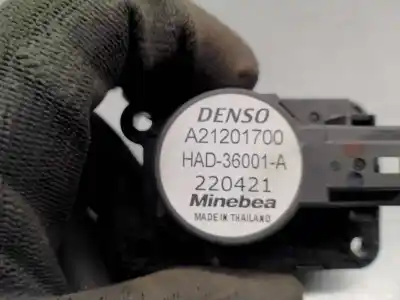 DENSO
A21201700
HAD-36001-A
220421
Minebea
MADE IN THAILAND